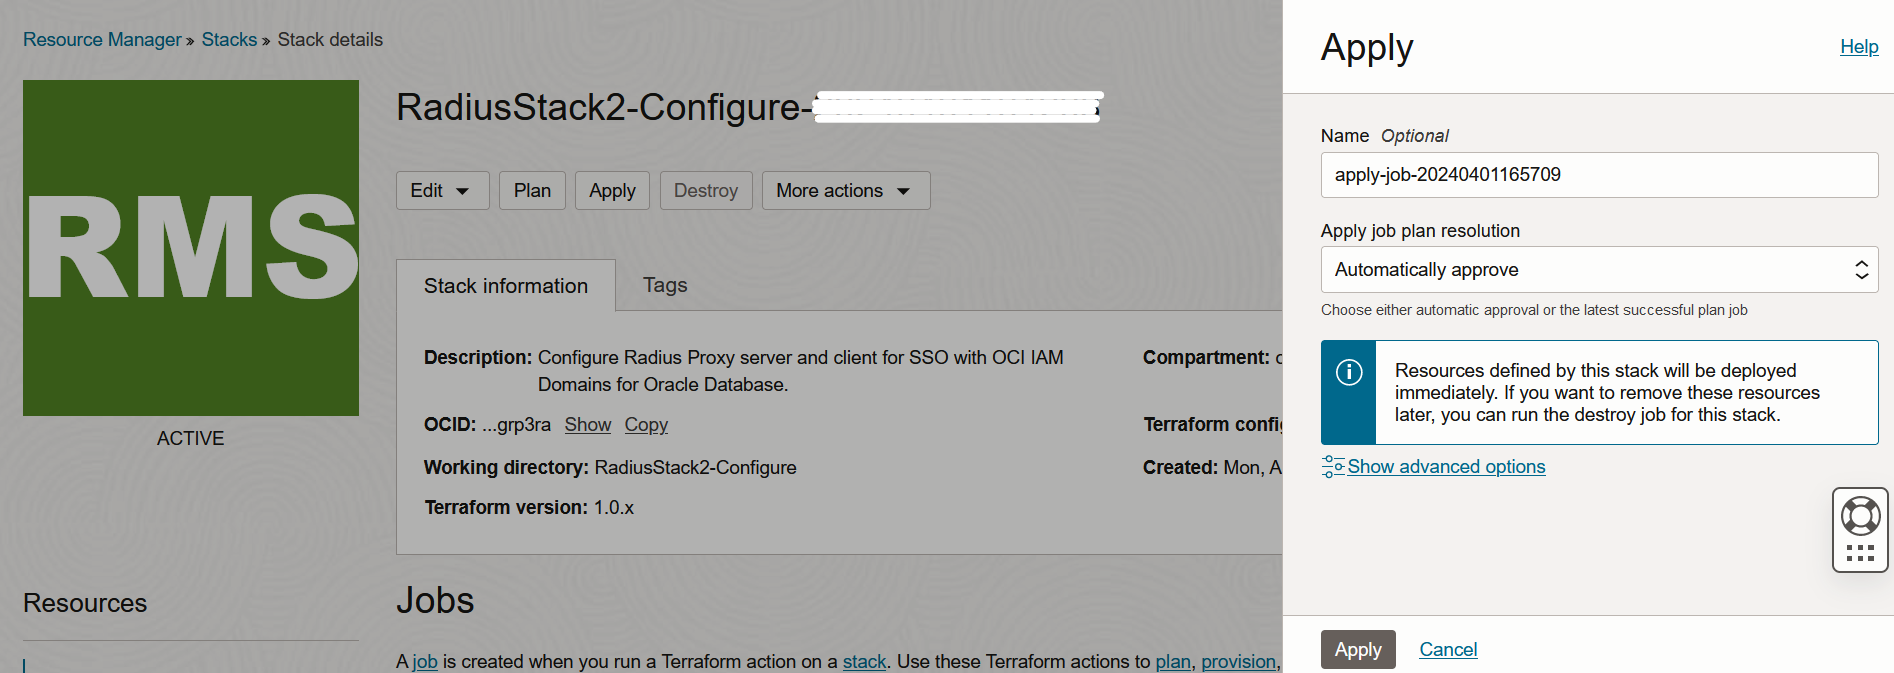 Resource Manager » Stacks » Stack details
RMS
ACTIVE
RadiusStack2-Configure-
Edit Plan Apply Destroy More actions
Stack information Tags
Description: Configure Radius Proxy server and client for SSO with OCI IAM
Domains for Oracle Database.
OCID: ...grp3ra Show Copy
Working directory: RadiusStack2-Configure
Terraform version: 1.0.x
Compartment:
Terraform
Created: Mon,
Resources
Jobs
A job is created when you run a Terraform action on a stack. Use these Terraform actions to plan, provision,
Apply
Help
Name Optional
apply-job-20240401165709
Apply job plan resolution
Automatically approve
Choose either automatic approval or the latest successful plan job
Resources defined by this stack will be deployed
immediately. If you want to remove these resources
later, you can run the destroy job for this stack.
Show advanced options
Apply Cancel